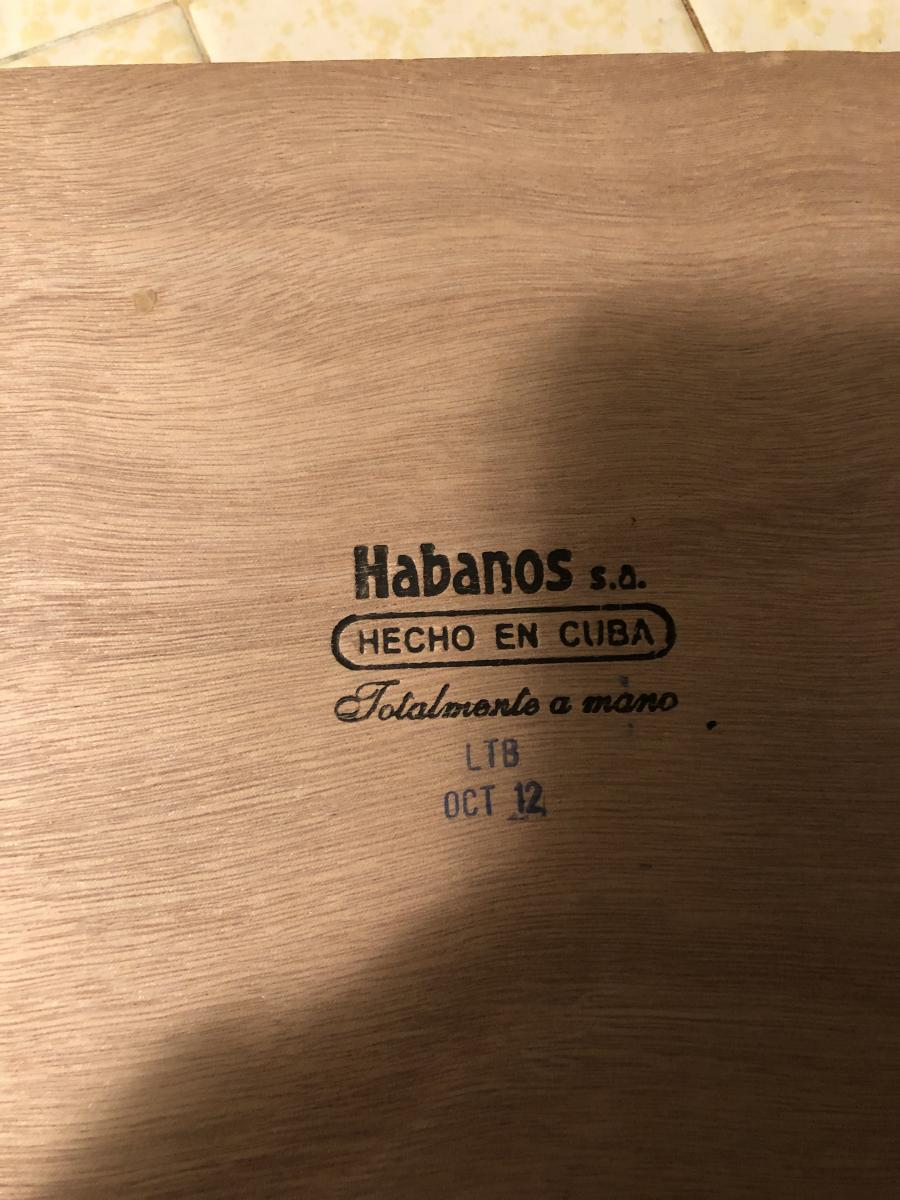 Habanos s.a.
HECHO EN CUBA
Totalmente a mano
LTB
OCT 12